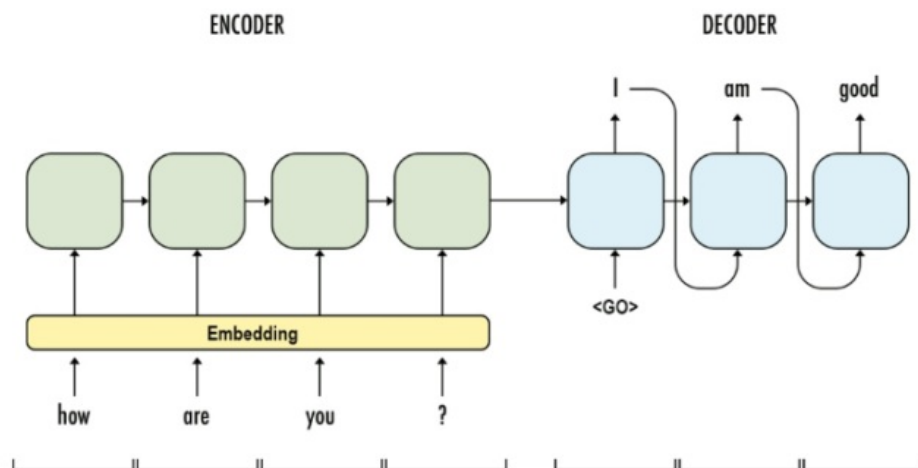 ENCODER DECODER
I am good
<GO>
Embedding
how are you ?